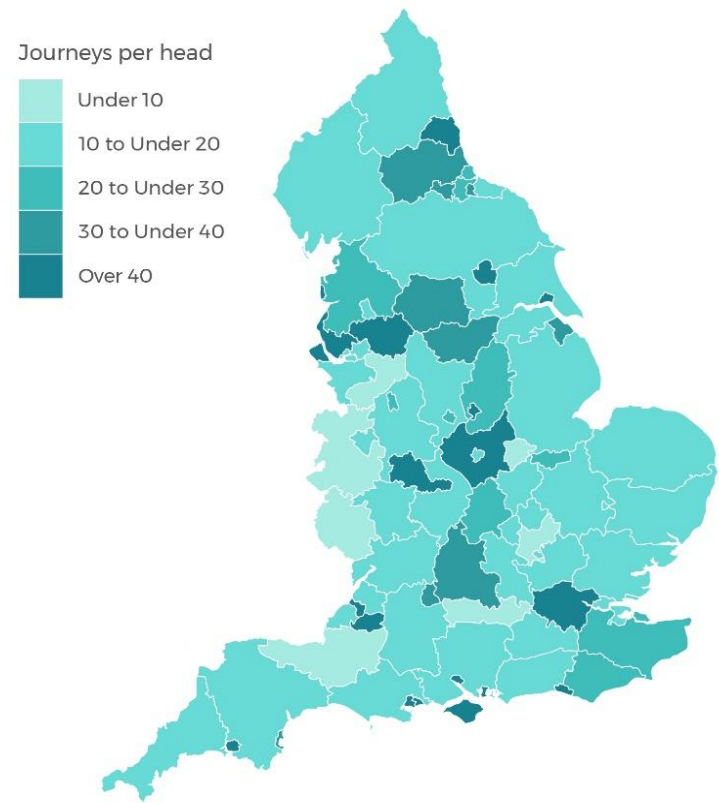 Journeys per head
Under 10
10 to Under 20
20 to Under 30
30 to Under 40
Over 40